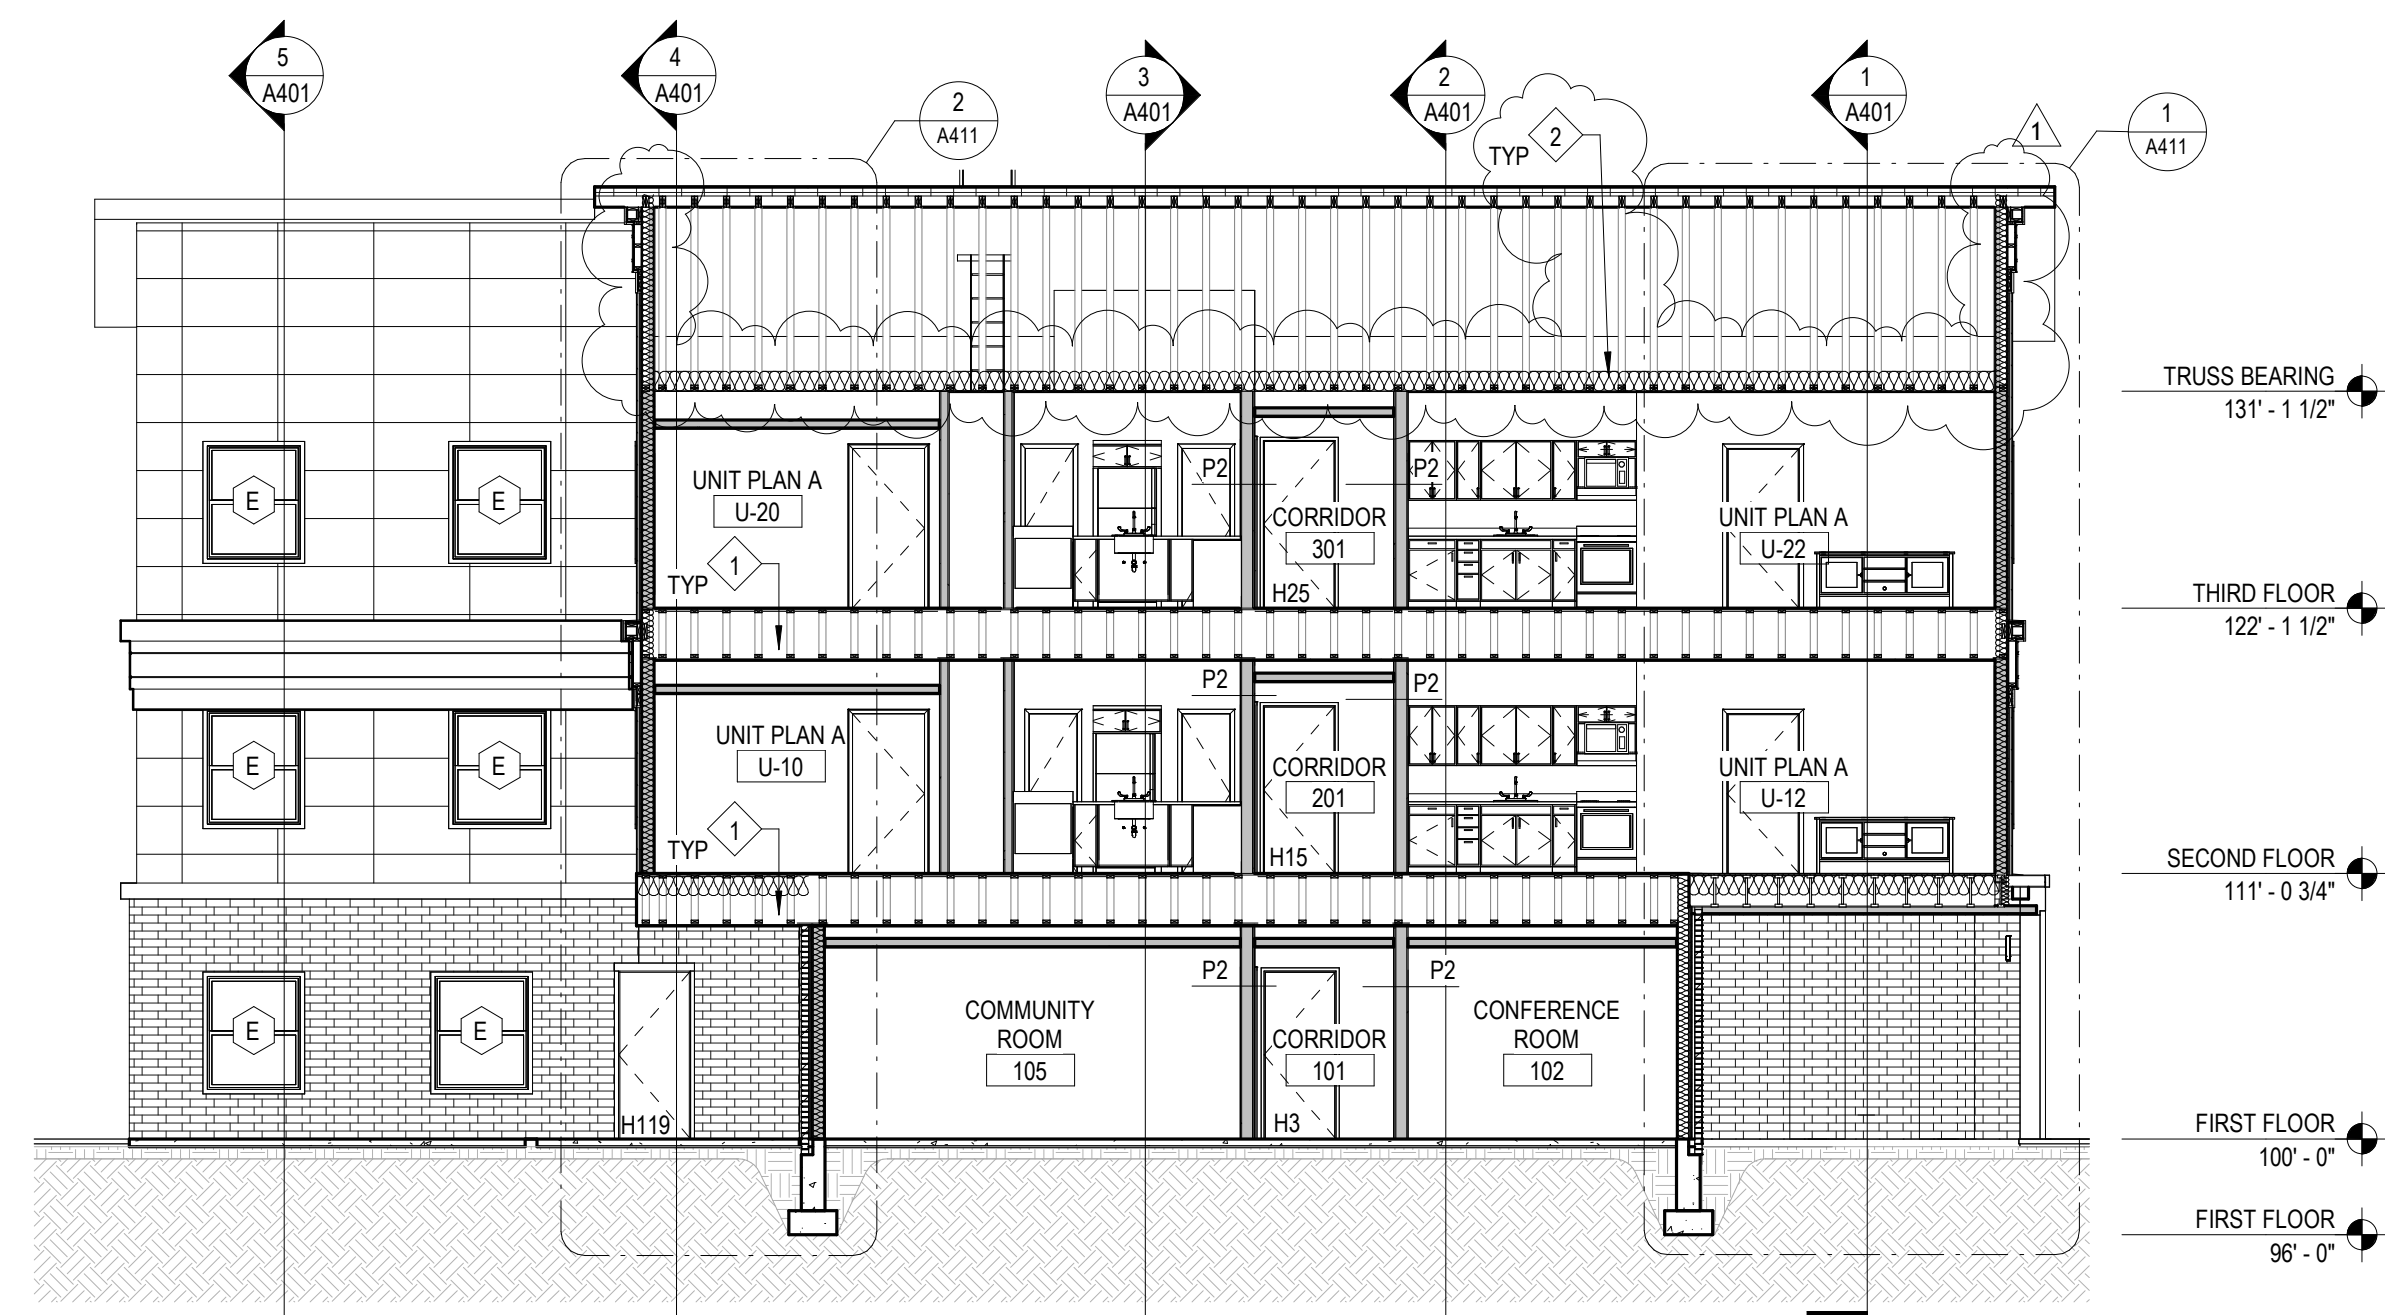 5
A401
4
A401
2
A411
3
A401
2
A401
TYP
2
1
A401
1
1
A411
TRUSS BEARING
131' - 1 1/2"
E
E
UNIT PLAN A
U-20
TYP
1
P2
CORRIDOR
301
H25
P2
UNIT PLAN A
U-22
THIRD FLOOR
122' - 1 1/2"
E
E
UNIT PLAN A
U-10
TYP
1
P2
CORRIDOR
201
H15
P2
UNIT PLAN A
U-12
SECOND FLOOR
111' - 0 3/4"
E
E
H119
COMMUNITY
ROOM
105
P2
CORRIDOR
101
H3
P2
CONFERENCE
ROOM
102
FIRST FLOOR
100' - 0"
FIRST FLOOR
96' - 0"